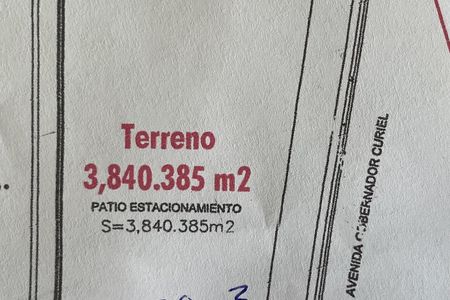 Terreno
3,840.385 m2
PATIO ESTACIONAMIENTO
S=3,840.385m2
AVENIDA GOBERNADOR CURIEL